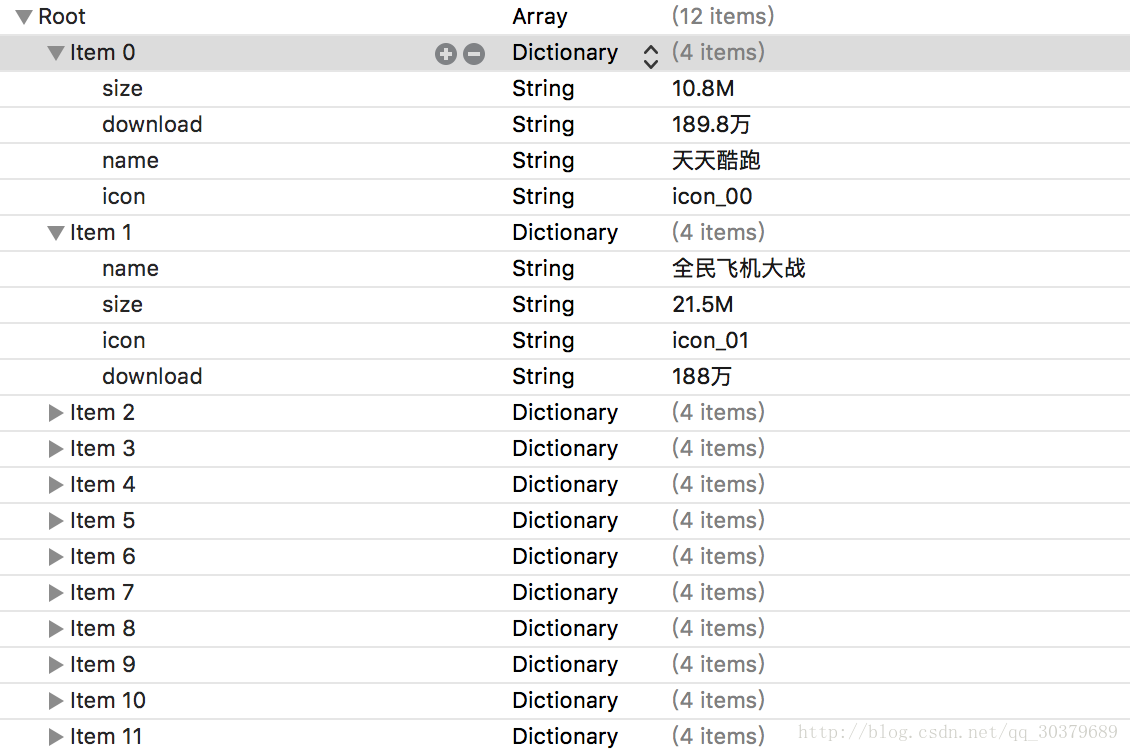 Root Array (12 items)
Item 0 Dictionary (4 items)
size String 10.8M
download String 189.8万
name String 天天酷跑
icon String icon_00
Item 1 Dictionary (4 items)
name String 全民飞机大战
size String 21.5M
icon String icon_01
download String 188万
Item 2 Dictionary (4 items)
Item 3 Dictionary (4 items)
Item 4 Dictionary (4 items)
Item 5 Dictionary (4 items)
Item 6 Dictionary (4 items)
Item 7 Dictionary (4 items)
Item 8 Dictionary (4 items)
Item 9 Dictionary (4 items)
Item 10 Dictionary (4 items)
Item 11 Dictionary (4 items)
http://blog.csdn.net/qq_30379689